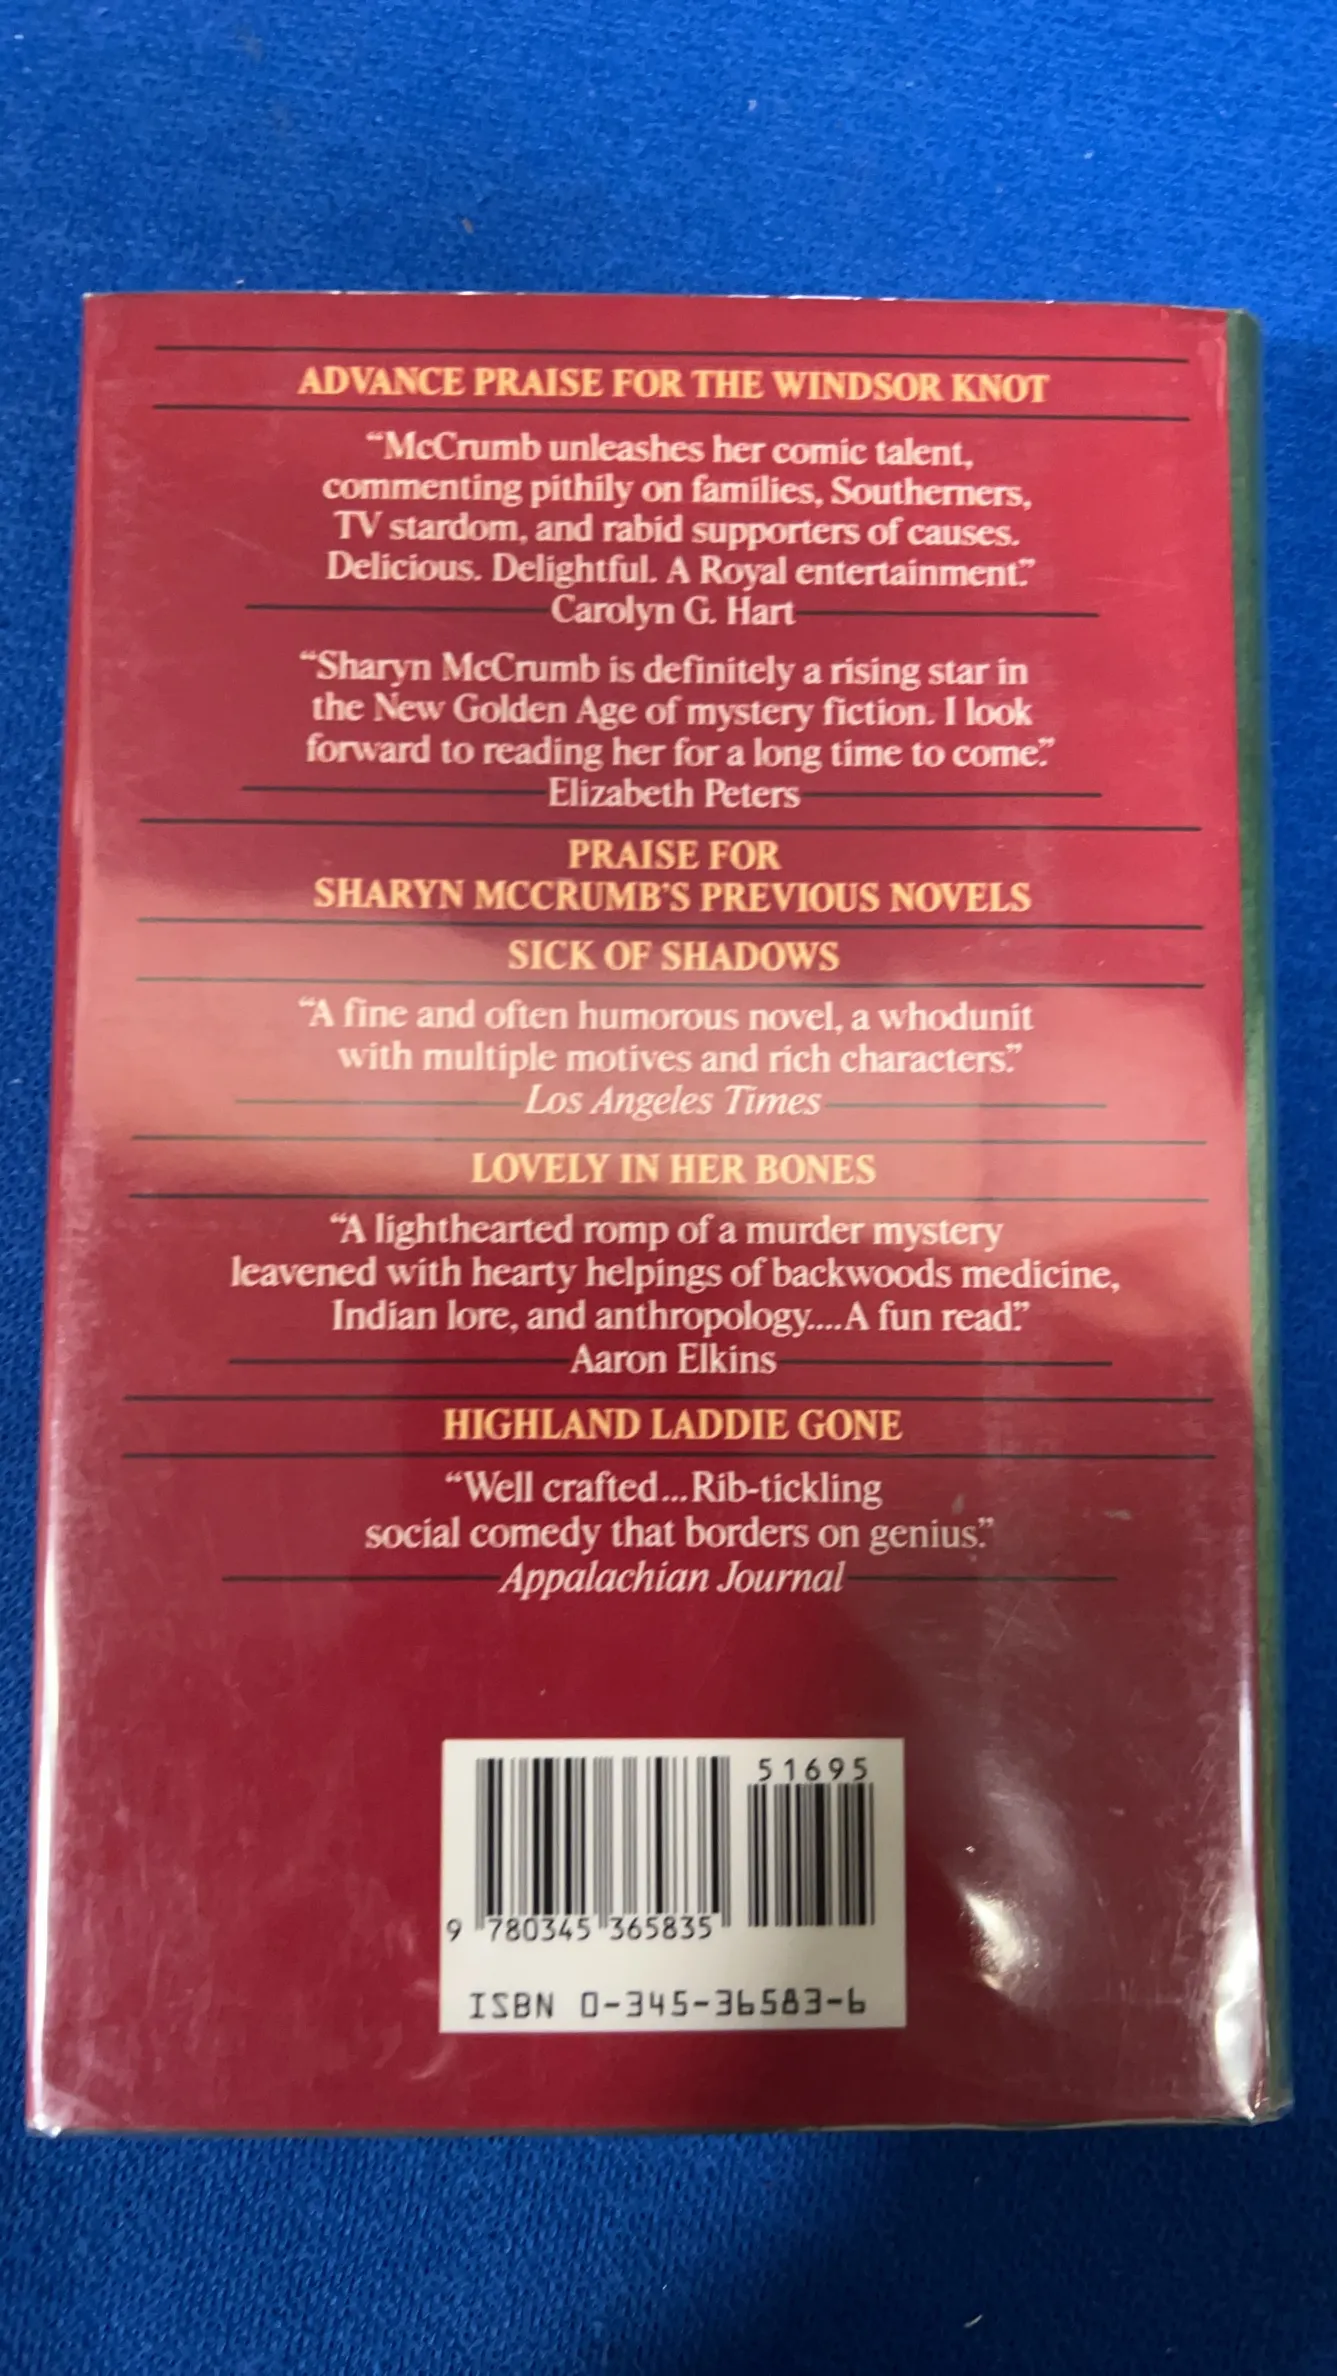 ADVANCE PRAISE FOR THE WINDSOR KNOT
“McCrumb unleashes her comic talent,
commenting pithily on families, Southerners,
TV stardom, and rabid supporters of causes.
Delicious. Delightful. A Royal entertainment.”
Carolyn G. Hart
“Sharyn McCrumb is definitely a rising star in
the New Golden Age of mystery fiction. I look
forward to reading her for a long time to come.”
Elizabeth Peters
PRAISE FOR
SHARYN MCCRUMB'S PREVIOUS NOVELS
SICK OF SHADOWS
“A fine and often humorous novel, a whodunit
with multiple motives and rich characters.”
Los Angeles Times
LOVELY IN HER BONES
“A lighthearted romp of a murder mystery
leavened with hearty helpings of backwoods medicine,
Indian lore, and anthropology....A fun read.”
Aaron Elkins
HIGHLAND LADDIE GONE
“Well crafted...Rib-tickling
social comedy that borders on genius.”
Appalachian Journal
51695
9 780345 365835
ISBN 0-345-36583-6